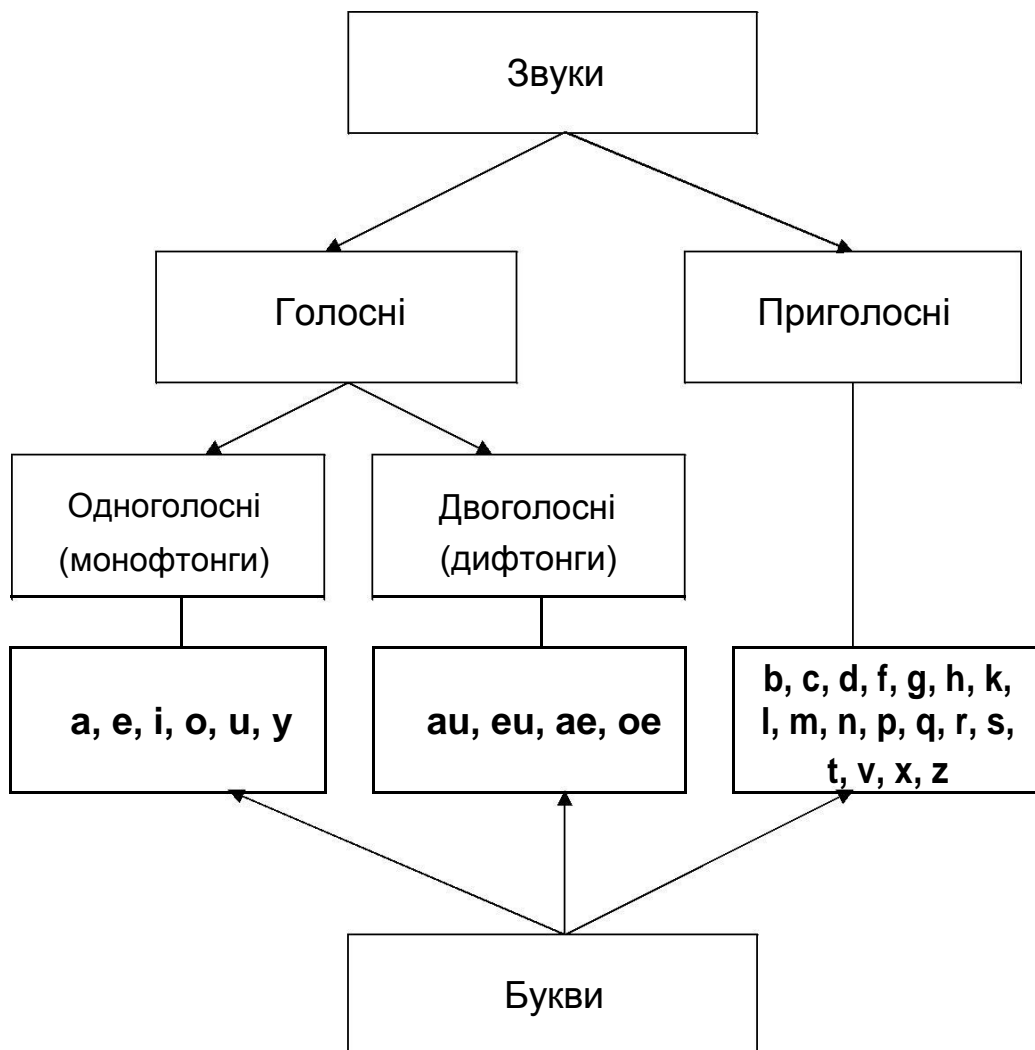 Звуки
Голосні
Приголосні
Одноголосні
(монофтонги)
Двоголосні
(дифтонги)
a, e, i, o, u, y
au, eu, ae, oe
b, c, d, f, g, h, k,
l, m, n, p, q, r, s,
t, v, x, z
Букви